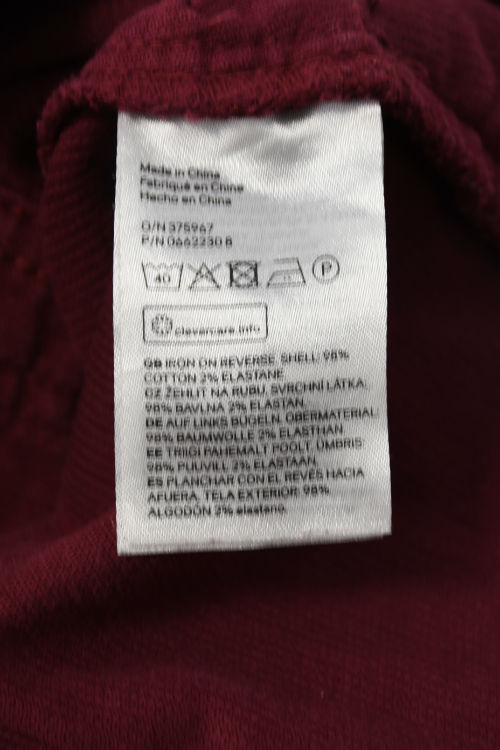 Made in China
Fabriqué en Chine
Hecho en China
O/N 375967
P/N 0662230 8
40
P
clevercare.info
GB IRON ON REVERSE. SHELL: 98%
COTTON 2% ELASTANE
CZ ŽEHLIT NA RUBU. SVRCHNÍ LÁTKA:
98% BAVLNA 2% ELASTAN.
DE AUF LINKS BÜGELN. OBERMATERIAL:
98% BAUMWOLLE 2% ELASTHAN
EE TRIIGI PAHEMALT POOLT. ÜMBRIS:
98% PUUVILL 2% ELASTAAN.
ES PLANCHAR CON EL REVÉS HACIA
AFUERA. TELA EXTERIOR: 98%
ALGODÓN 2% elastano.